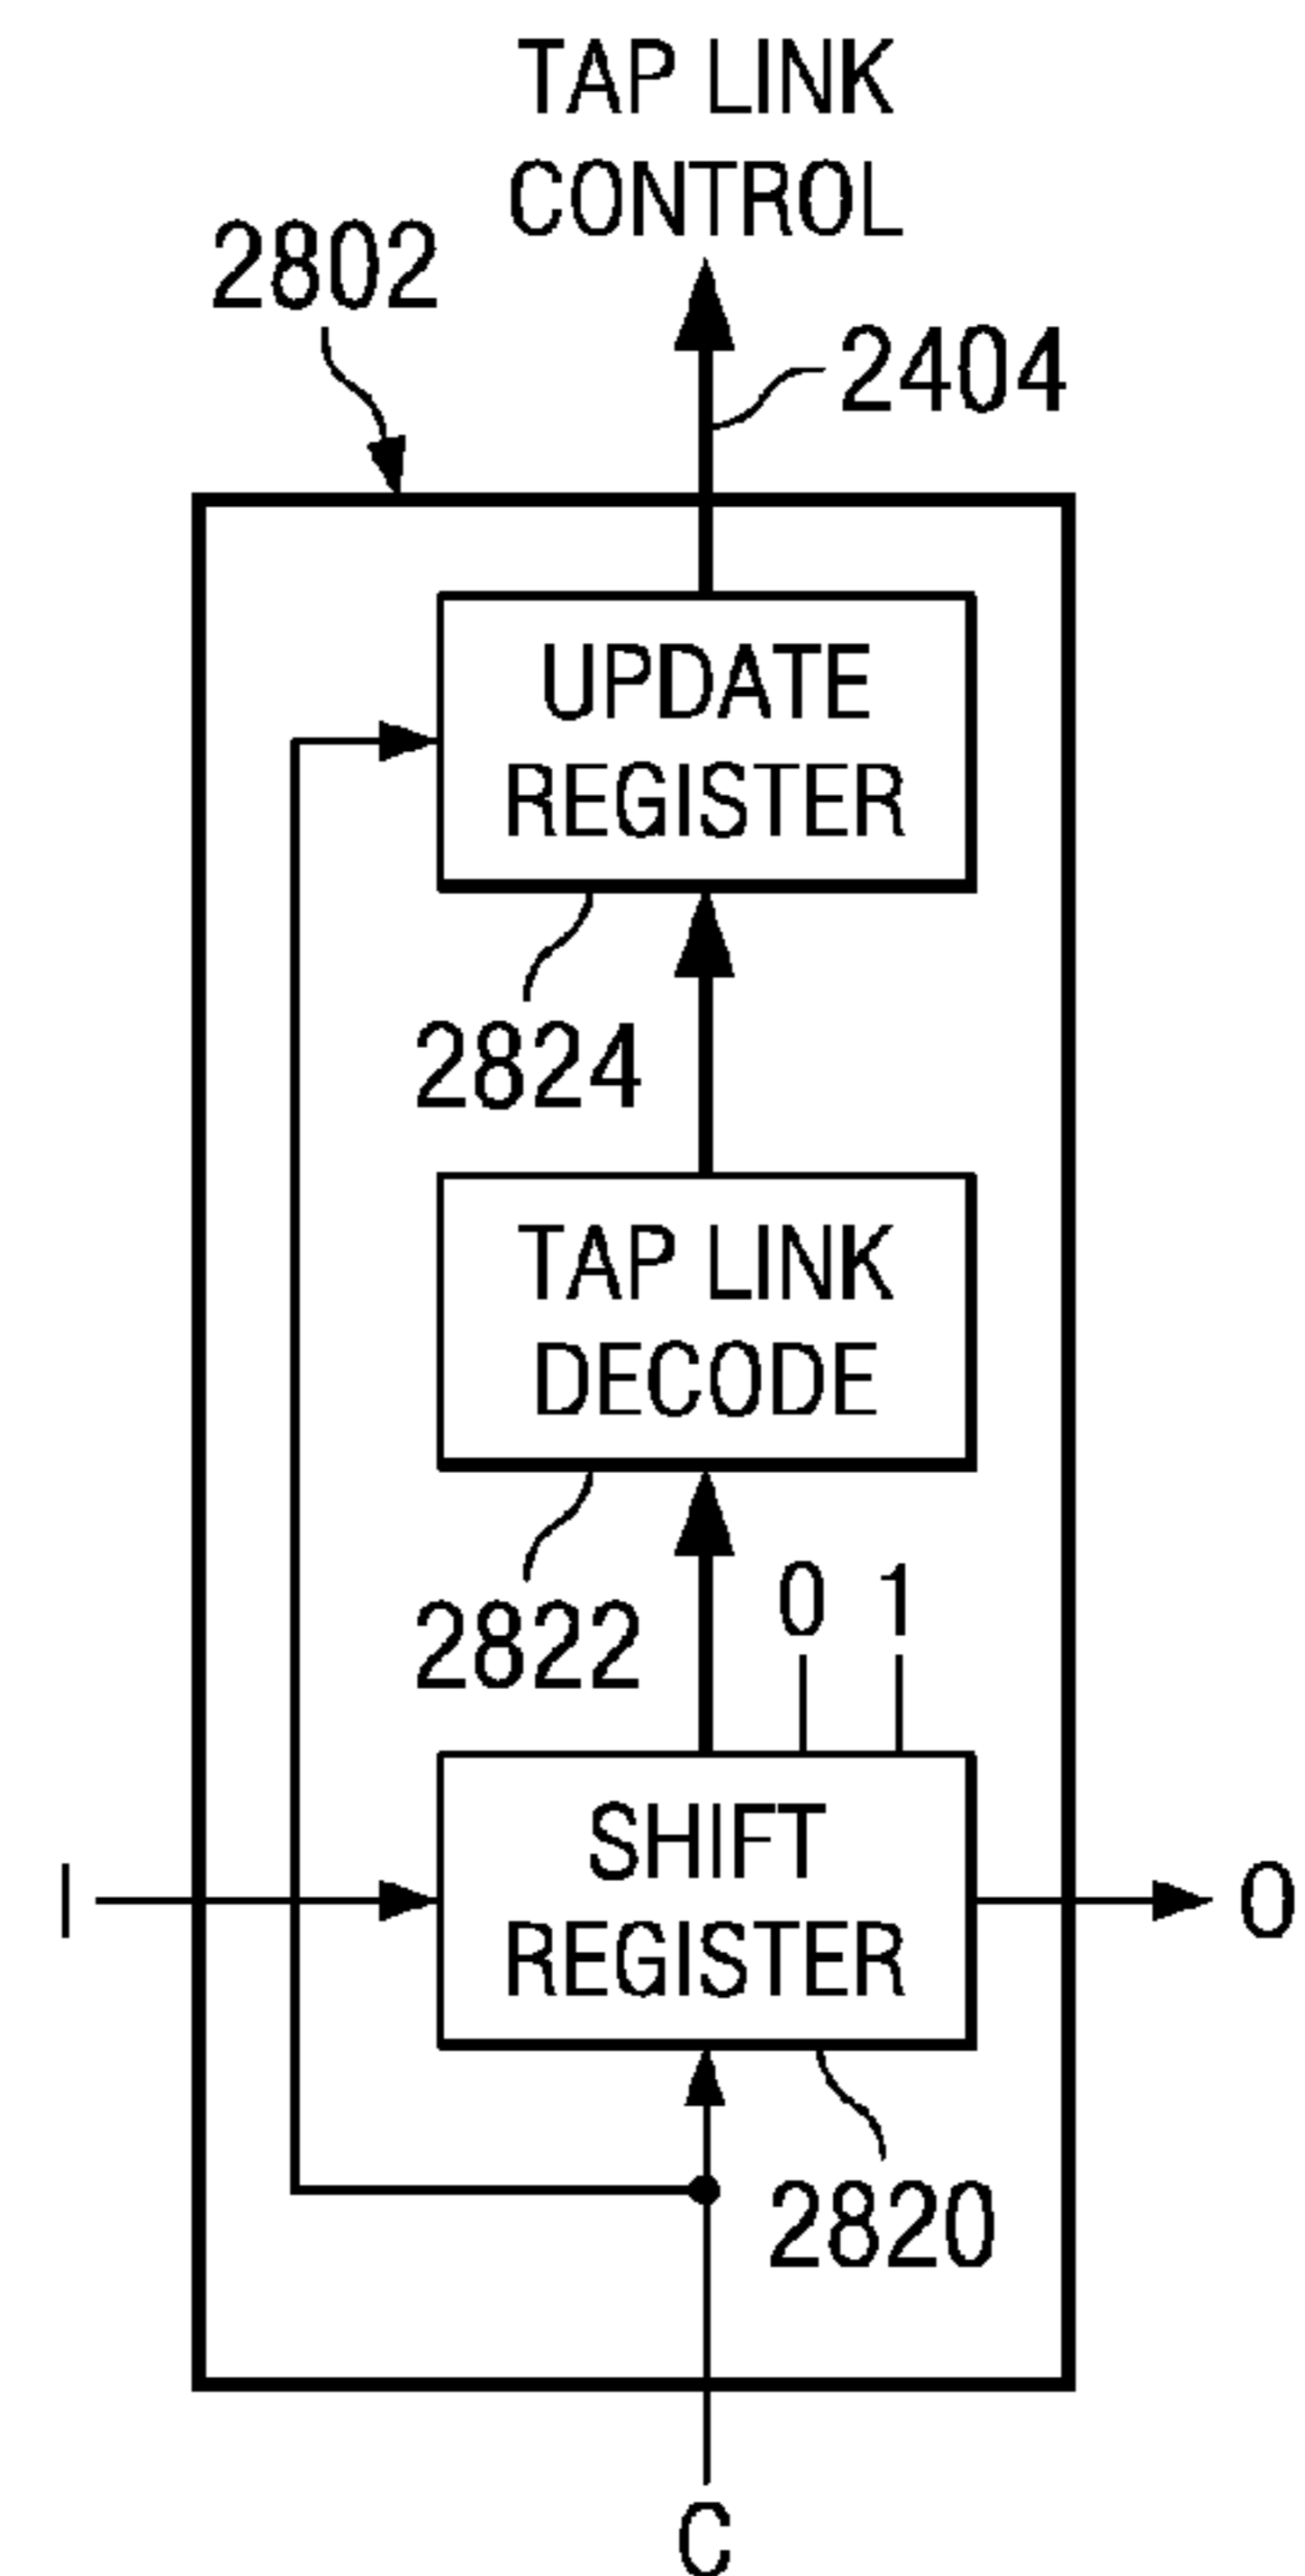 TAP LINK
CONTROL
2802
2404
UPDATE
REGISTER
2824
TAP LINK
DECODE
2822
0 1
SHIFT
REGISTER
I
O
2820
C